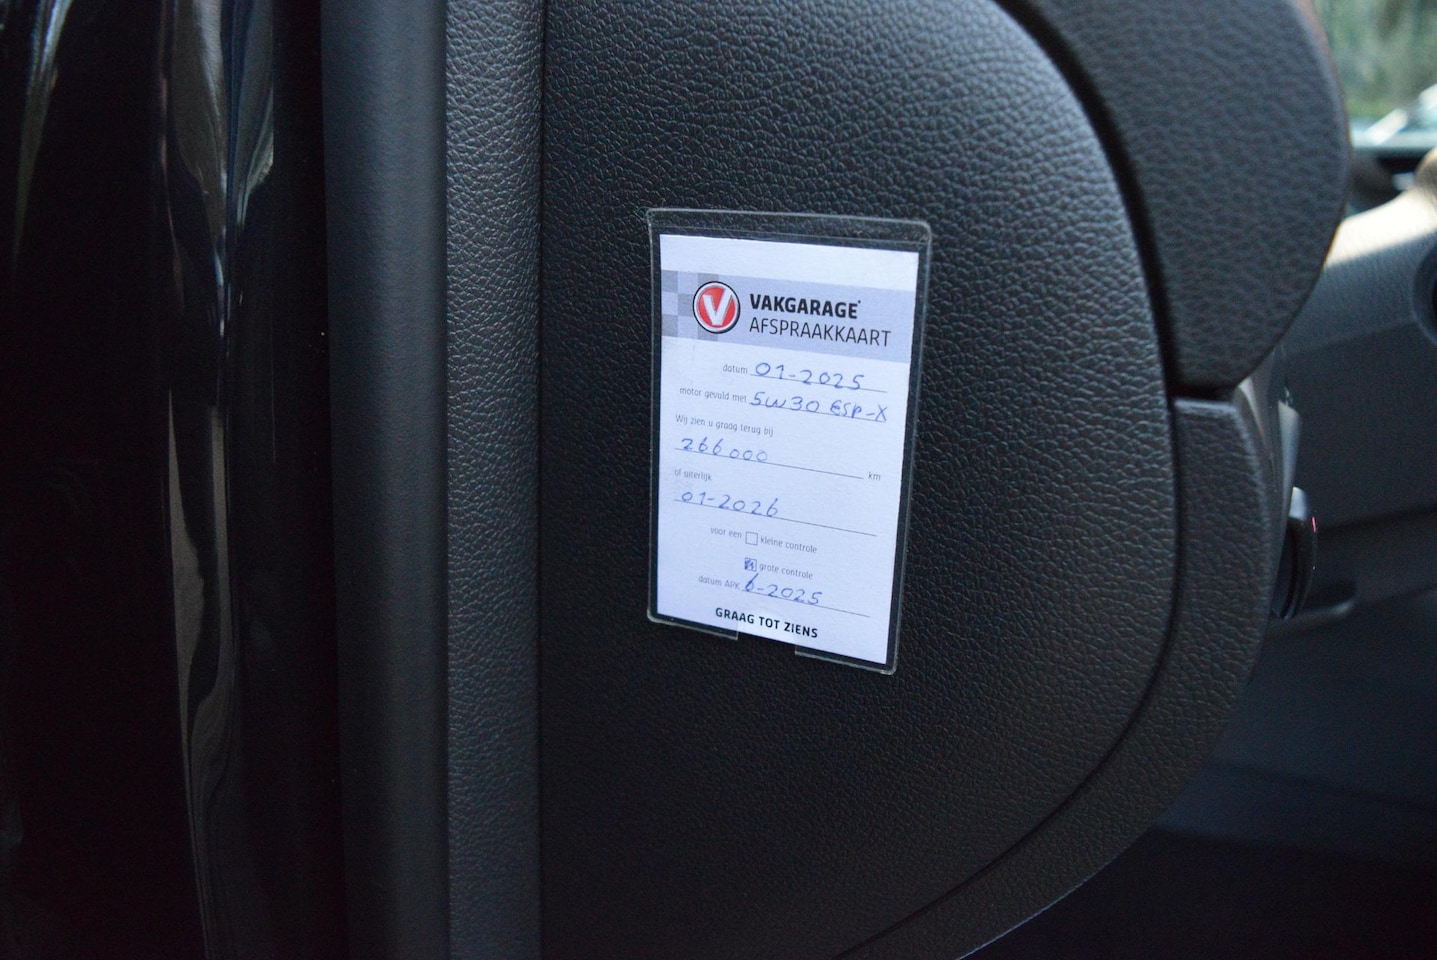 V VAKGARAGE
AFSPRAAKKAART
datum 01-2025
motor gevuld met 5W30 ESP-X
Wij zien u graag terug bij
266000 km
of uiterlijk
01-2026
voor een kleine controle
grote controle
datum APK 6-2025
GRAAG TOT ZIENS